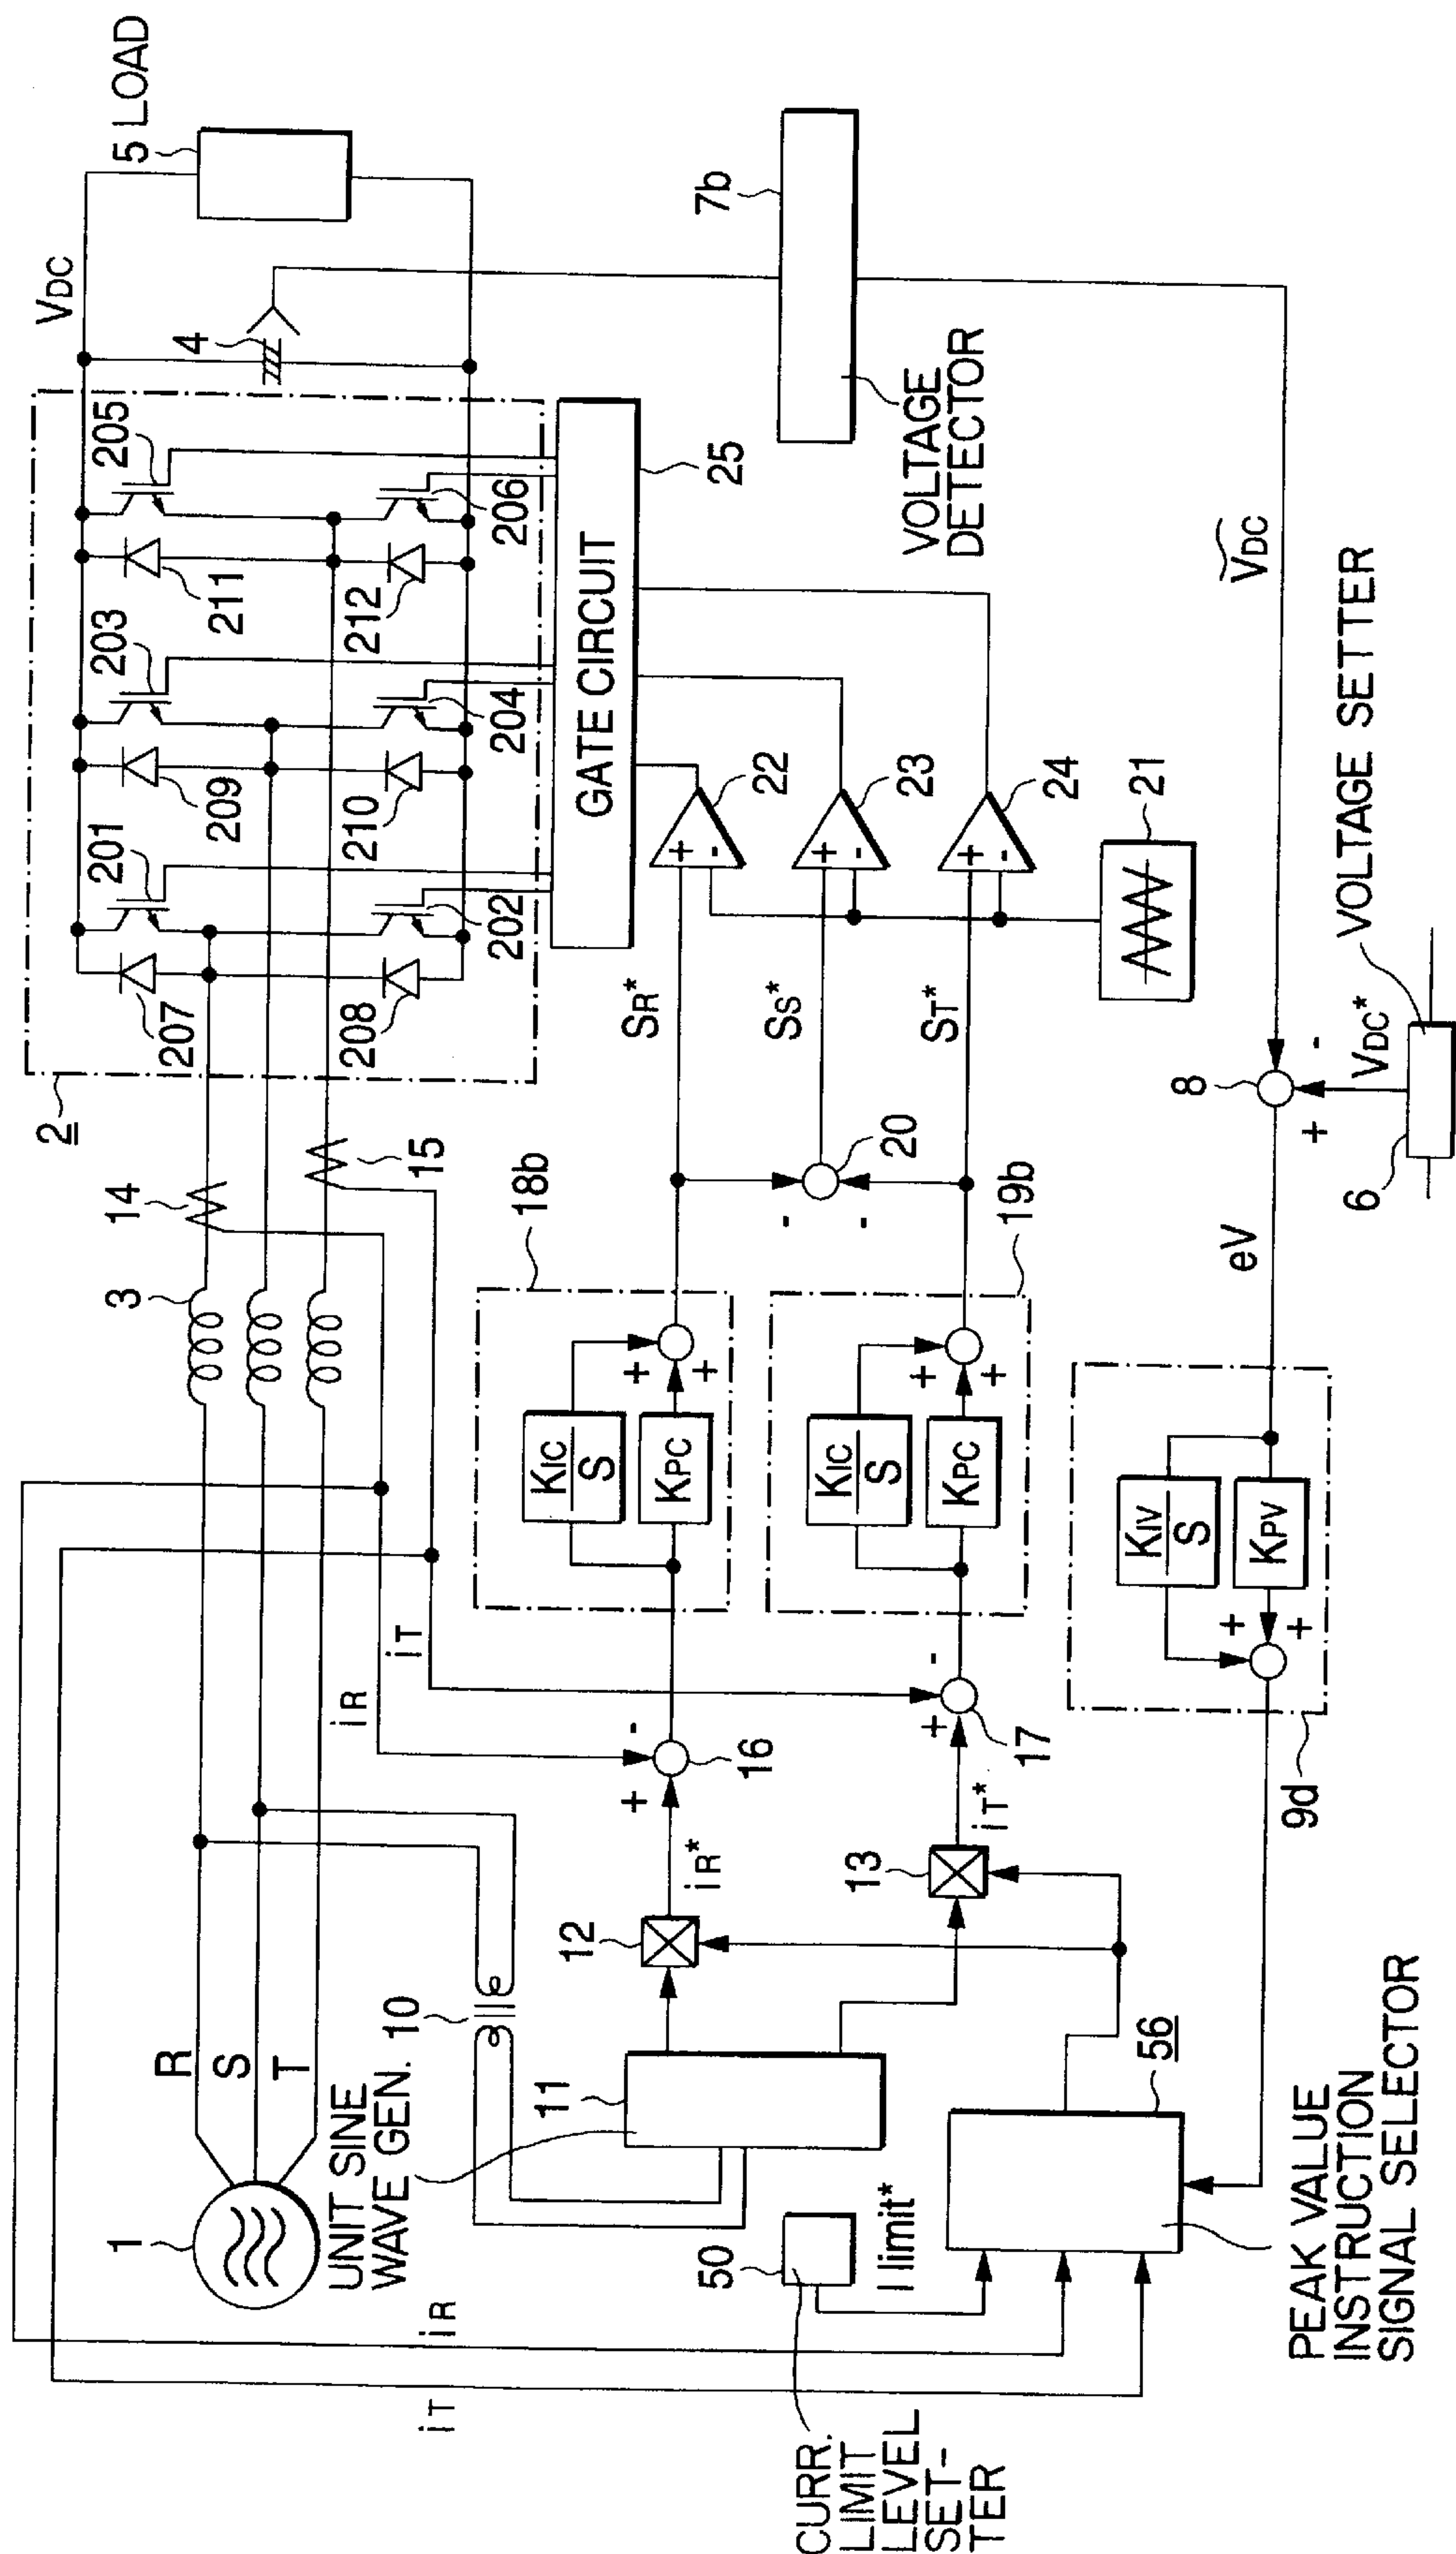 1
R
S
T
3
14
15
2
207
201
209
203
211
205
208
202
210
204
212
206
VDC
4
5 LOAD
25
GATE CIRCUIT
iR
iT
iR
iT
10
UNIT SINE
WAVE GEN.
11
12
iR*
+
-
16
18b
KIC
S
KPC
+
+
SR*
+
-
22
-
-
20
SS*
+
-
23
13
iT*
+
-
17
19b
KIC
S
KPC
+
+
ST*
+
-
24
21
7b
VOLTAGE
DETECTOR
CURR.
LIMIT
LEVEL
SET-
TER
50
I limit*
56
PEAK VALUE
INSTRUCTION
SIGNAL SELECTOR
9d
KIV
S
KPV
+
+
eV
8
-
+
ṼDC
VDC*
6
VOLTAGE SETTER